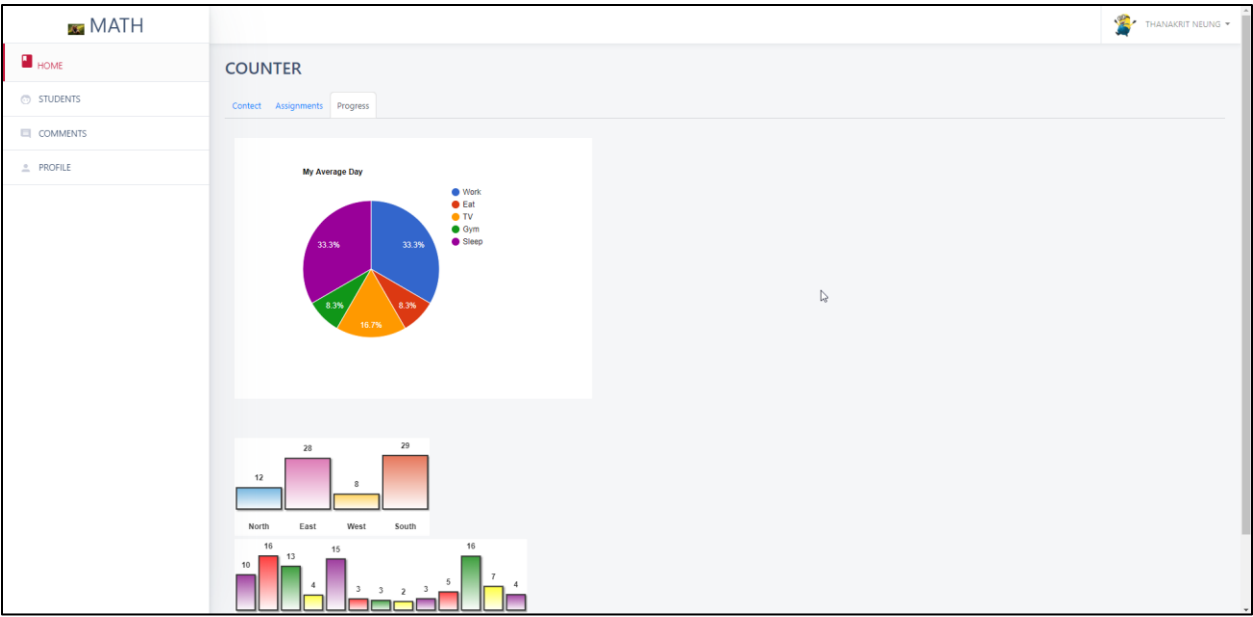 MATH
THANAKRIT NEUNG
HOME
STUDENTS
COMMENTS
PROFILE
COUNTER
Contect Assignments Progress
My Average Day
Work
Eat
TV
Gym
Sleep
33.3% 33.3%
8.3% 8.3%
16.7%
12 28 8 29
North East West South
10 16 13 4 15 3 3 2 3 5 16 7 4